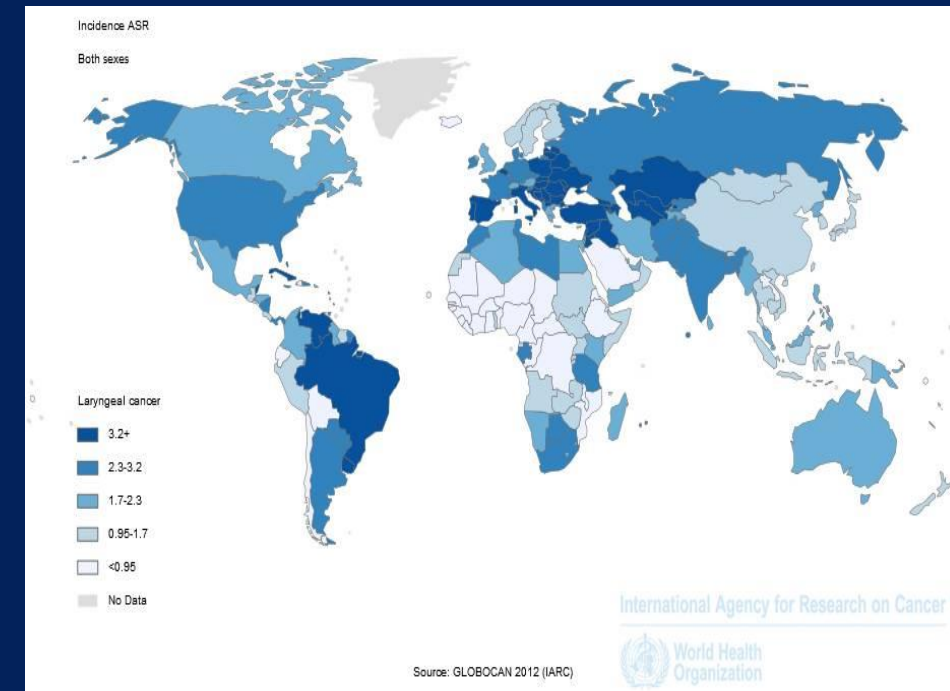 Incidence ASR
Both sexes
Laryngeal cancer
3.2+
2.3-3.2
1.7-2.3
0.95-1.7
<0.95
No Data
International Agency for Research on Cancer
World Health
Organization
Source: GLOBOCAN 2012 (IARC)